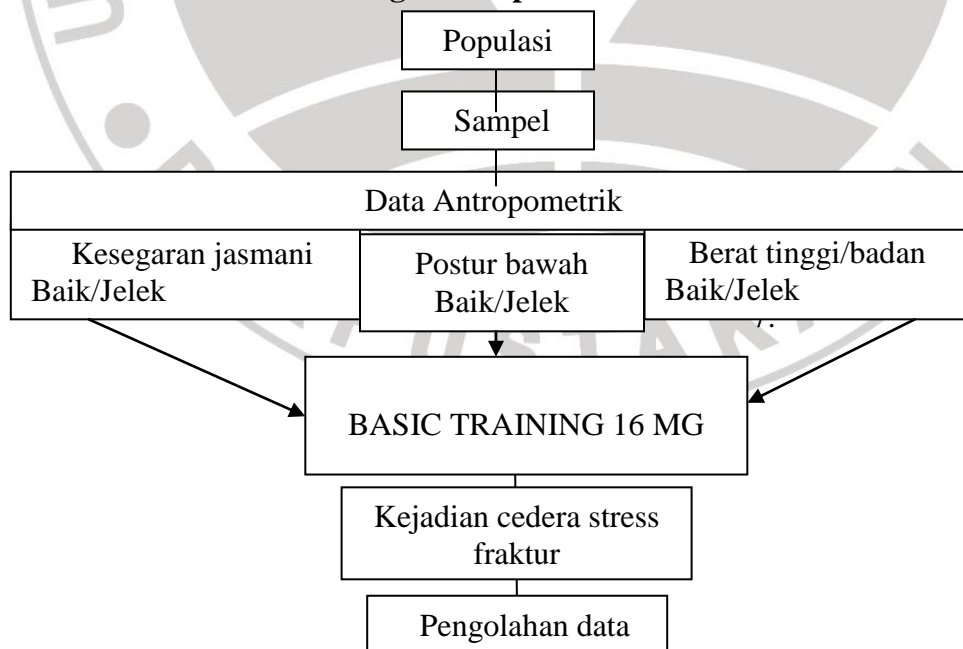 Populasi
Sampel
Data Antropometrik
Kesegaran jasmani
Baik/Jelek
Postur bawah
Baik/Jelek
Berat tinggi/badan
Baik/Jelek
BASIC TRAINING 16 MG
Kejadian cedera stress
fraktur
Pengolahan data